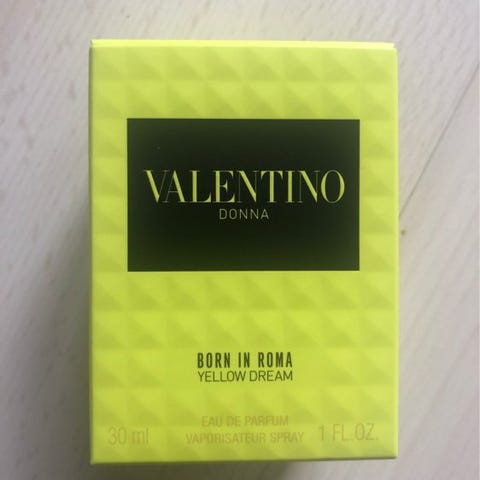 VALENTINO
DONNA
BORN IN ROMA
YELLOW DREAM
EAU DE PARFUM
30 ml VAPORISATEUR SPRAY 1 FL.OZ.